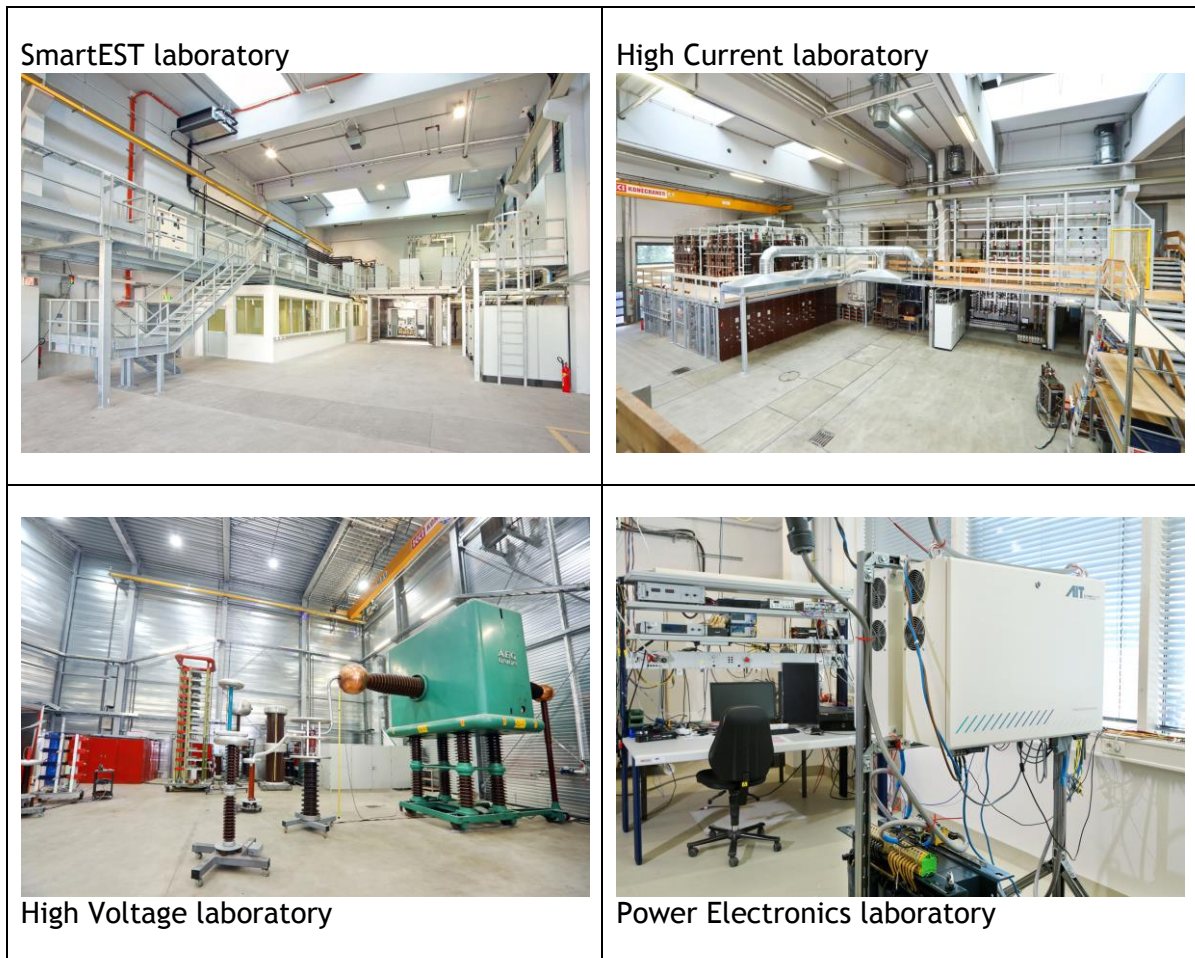 SmartEST laboratory
High Current laboratory
KONECRANES
AEG
AIT
High Voltage laboratory
Power Electronics laboratory